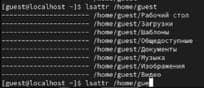 [guest@localhost ~]$ lsattr /home/guest
---------------------- /home/guest/Рабочий стол
---------------------- /home/guest/Загрузки
---------------------- /home/guest/Шаблоны
---------------------- /home/guest/Общедоступные
---------------------- /home/guest/Документы
---------------------- /home/guest/Музыка
---------------------- /home/guest/Изображения
---------------------- /home/guest/Видео
[guest@localhost ~]$ lsattr /home/gue